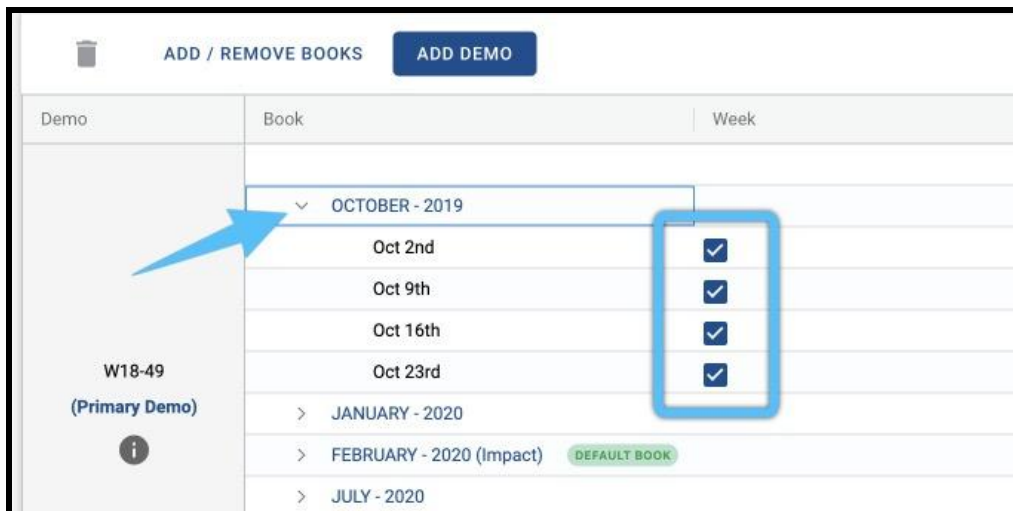 ADD / REMOVE BOOKS ADD DEMO
Demo Book Week
OCTOBER - 2019
Oct 2nd
Oct 9th
Oct 16th
Oct 23rd
W18-49
(Primary Demo)
JANUARY - 2020
FEBRUARY - 2020 (Impact) DEFAULT BOOK
JULY - 2020